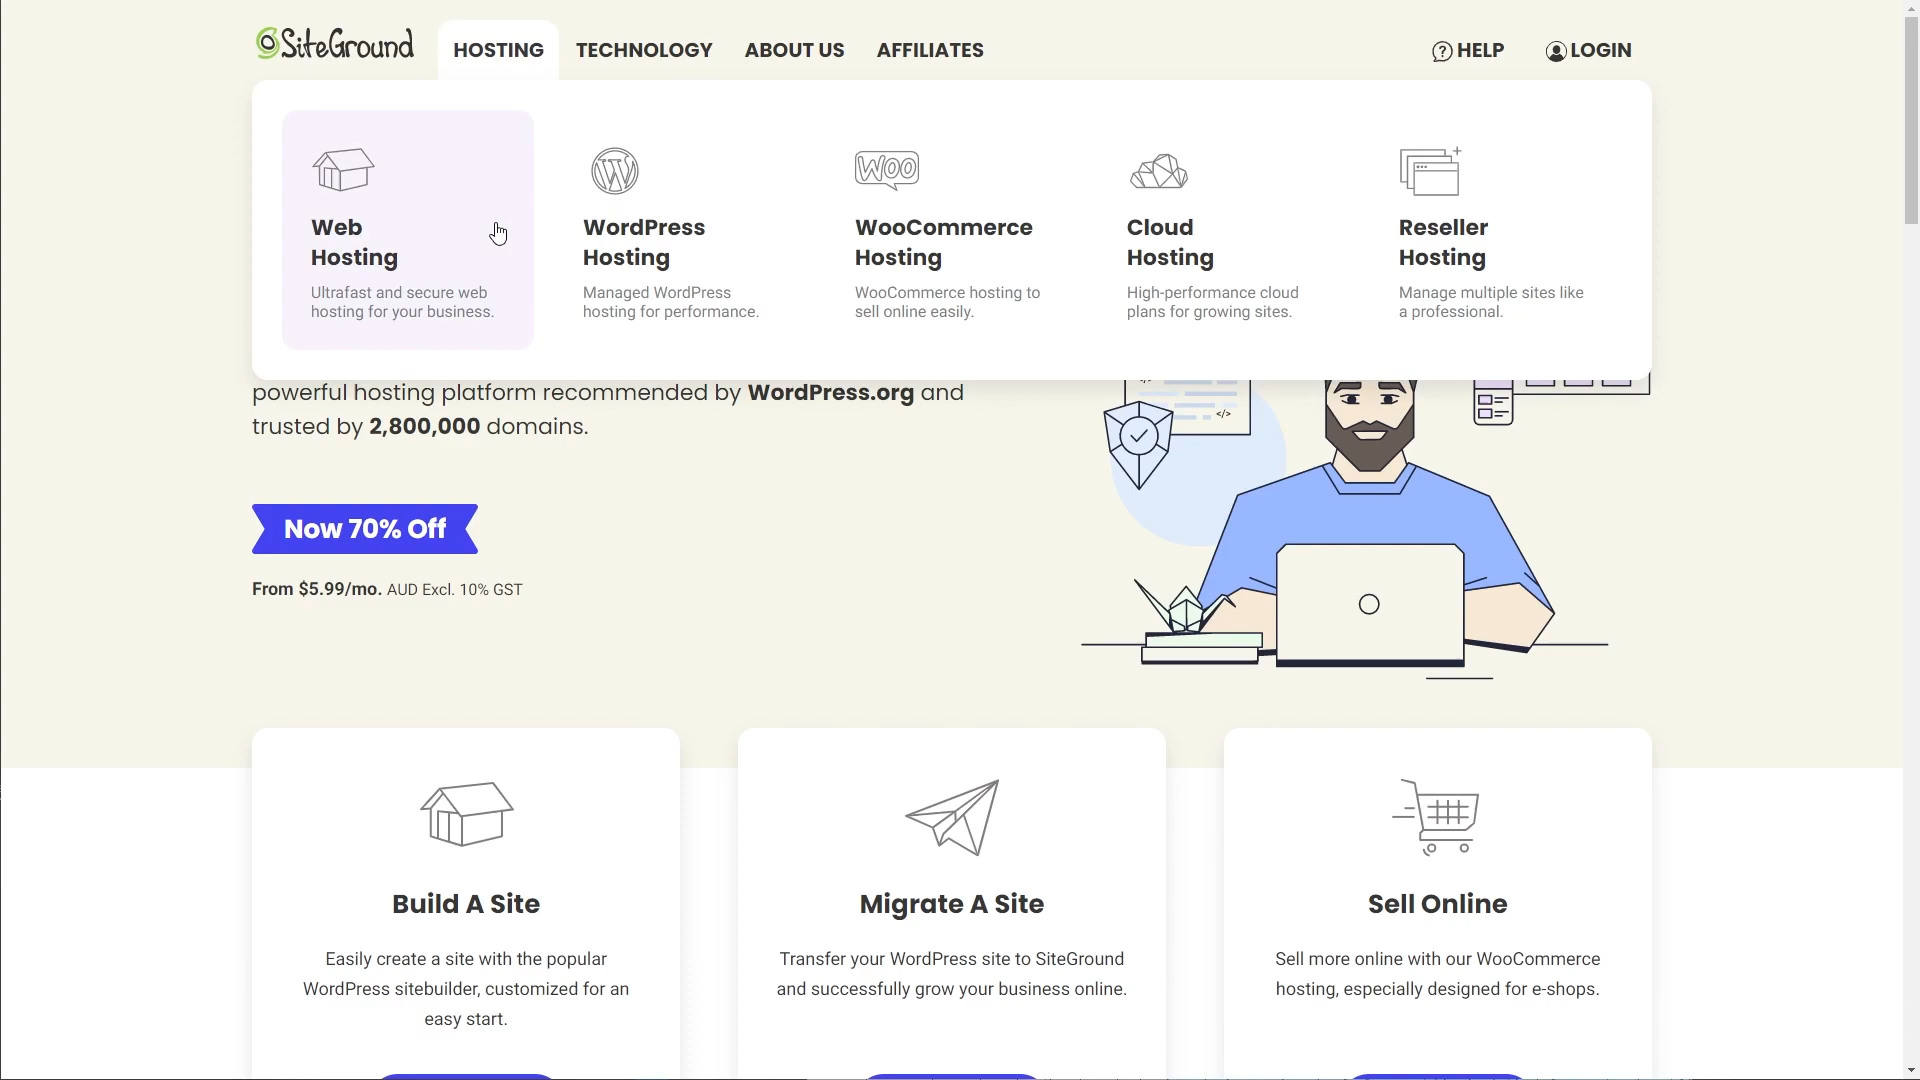 SiteGround
HOSTING
TECHNOLOGY
ABOUT US
AFFILIATES
HELP
LOGIN
Web
Hosting
Ultrafast and secure web
hosting for your business.
WordPress
Hosting
Managed WordPress
hosting for performance.
WOO
WooCommerce
Hosting
WooCommerce hosting to
sell online easily.
Cloud
Hosting
High-performance cloud
plans for growing sites.
Reseller
Hosting
Manage multiple sites like
a professional.
powerful hosting platform recommended by WordPress.org and
trusted by 2,800,000 domains.
</>
Now 70% Off
From $5.99/mo. AUD Excl. 10% GST
Build A Site
Easily create a site with the popular
WordPress sitebuilder, customized for an
easy start.
Migrate A Site
Transfer your WordPress site to SiteGround
and successfully grow your business online.
Sell Online
Sell more online with our WooCommerce
hosting, especially designed for e-shops.